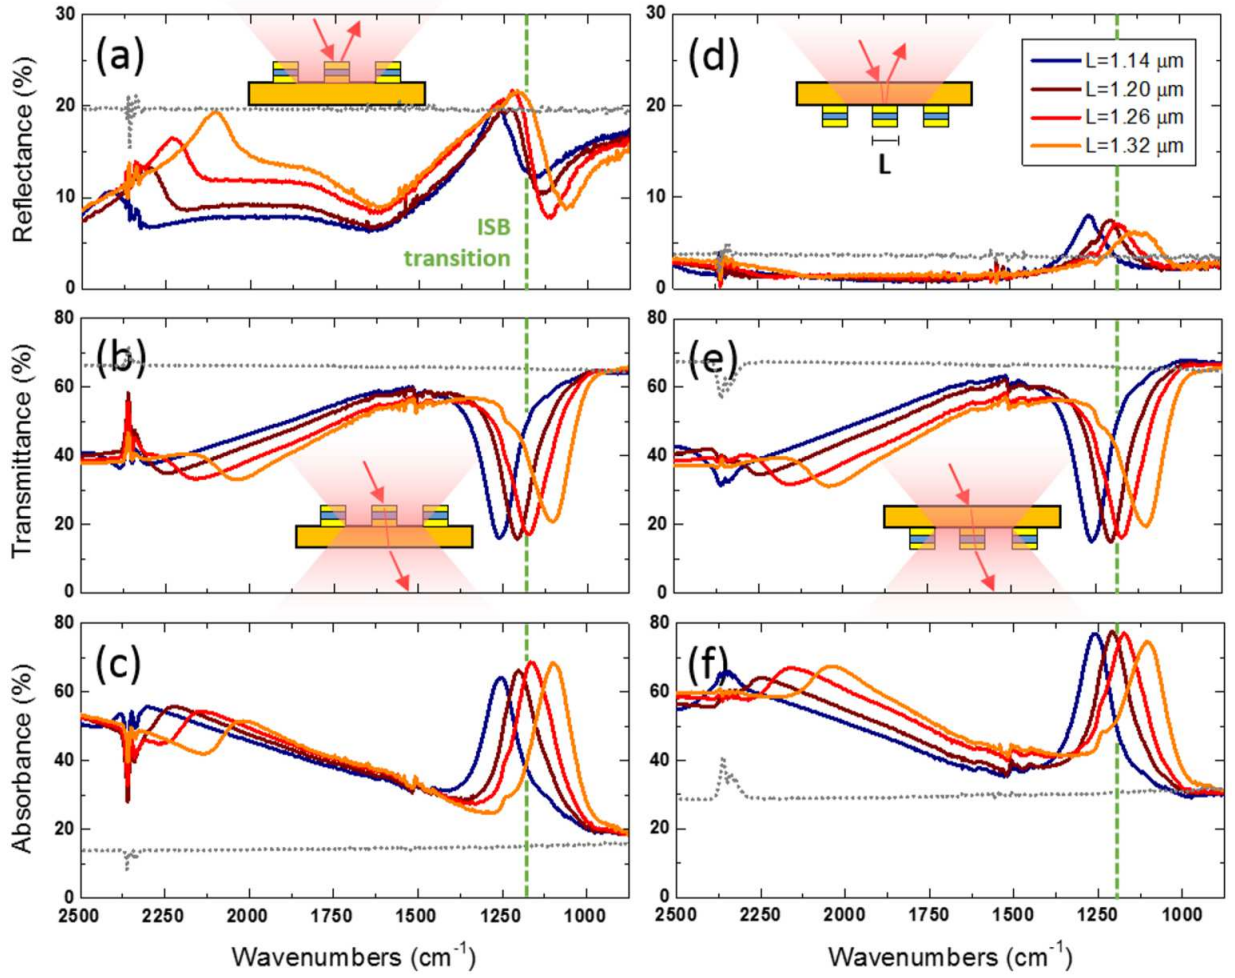 (a)
Reflectance (%)
30
20
10
0
ISB
transition
(d)
30
20
10
0
L=1.14 μm
L=1.20 μm
L=1.26 μm
L=1.32 μm
L
(b)
Transmittance (%)
80
60
40
20
0
(e)
80
60
40
20
0
(c)
Absorbance (%)
80
60
40
20
0
2500 2250 2000 1750 1500 1250 1000
Wavenumbers (cm⁻¹)
(f)
80
60
40
20
0
2500 2250 2000 1750 1500 1250 1000
Wavenumbers (cm⁻¹)